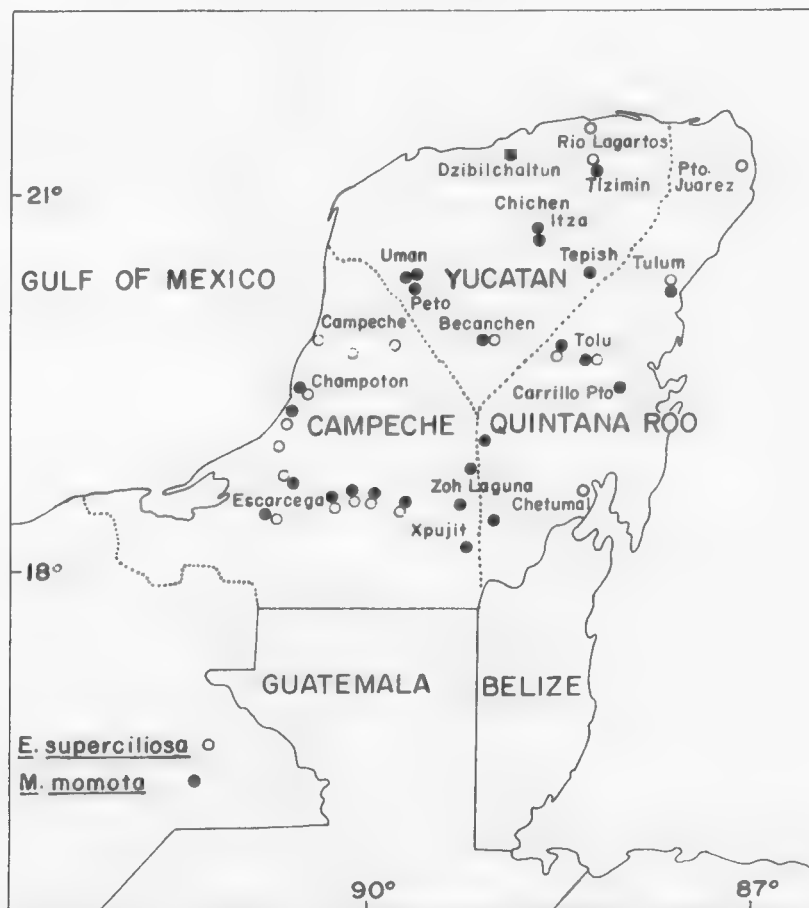 Rio Lagartos
Dzibilchaltun
Tizimin
Pto.
Juarez
21°
Chichen
Itza
Uman
Tepish
Tulum
GULF OF MEXICO
YUCATAN
Peto
Campeche
Becanchen
Tolu
Champoton
Carrillo Pto
CAMPECHE
QUINTANA ROO
Zoh Laguna
Escarcega
Chetumal
Xpujit
18°
GUATEMALA
BELIZE
E. superciliosa
M. momota
90°
87°